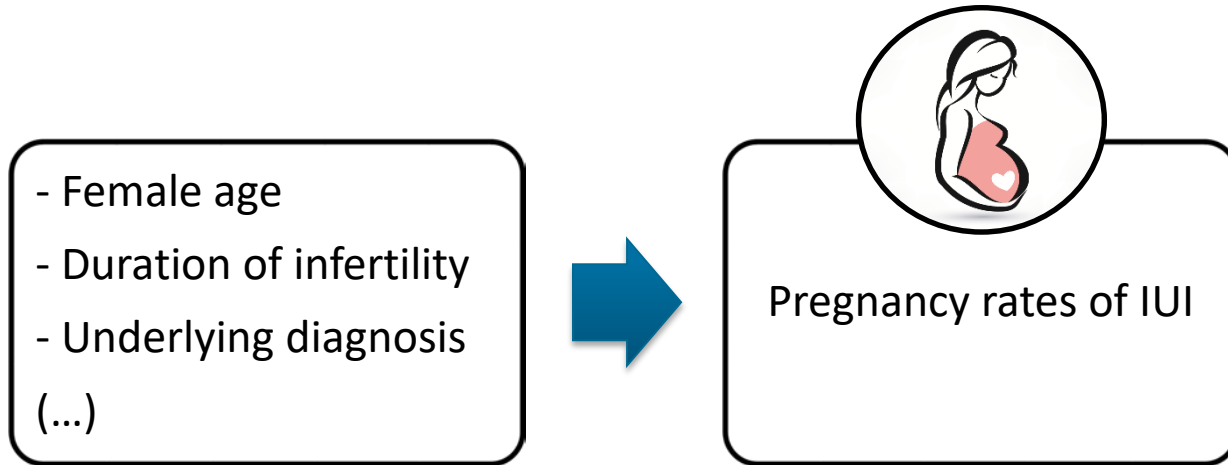 - Female age
- Duration of infertility
- Underlying diagnosis
(...)
Pregnancy rates of IUI